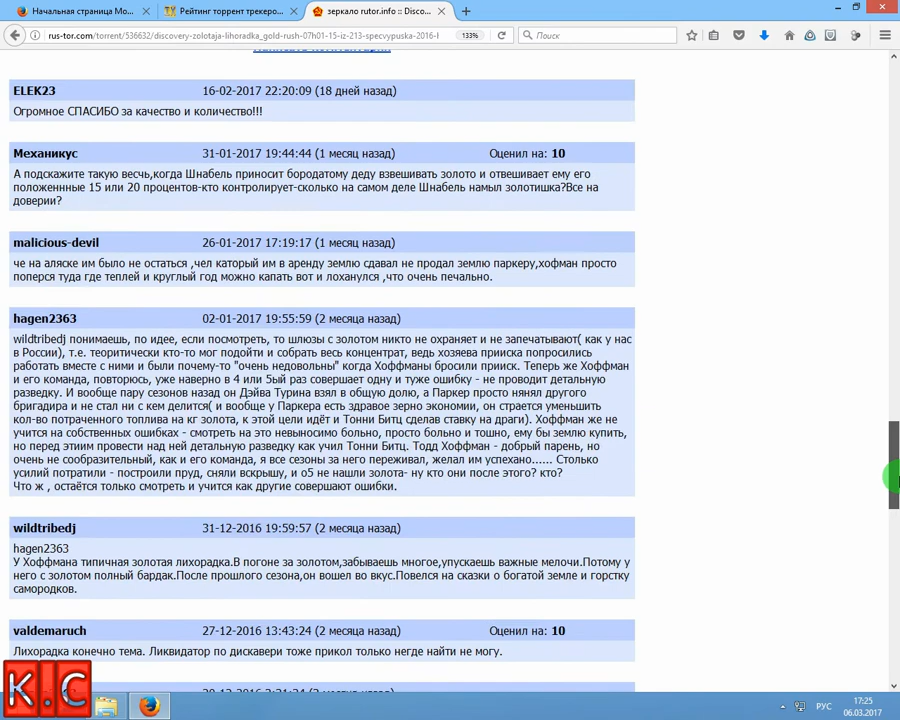 Начальная страница Mo...
Рейтинг торрент трекеро...
зеркало rutor.info :: Disco...
rus-tor.com/torrent/536632/discovery-zolotaja-lihoradka_gold-rush-07h01-15-iz-213-specvypuska-2016-h
133%
Поиск
ELEK23 16-02-2017 22:20:09 (18 дней назад)
Огромное СПАСИБО за качество и количество!!!
Механикус 31-01-2017 19:44:44 (1 месяц назад) Оценил на: 10
А подскажите такую весчь,когда Шнабель приносит бородатому деду взвешивать золото и отвешивает ему его
положеннные 15 или 20 процентов-кто контролирует-сколько на самом деле Шнабель намыл золотишка?Все на
доверии?
malicious-devil 26-01-2017 17:19:17 (1 месяц назад)
че на аляске им было не остаться ,чел каторый им в аренду землю сдавал не продал землю паркеру,хофман просто
поперся туда где теплей и круглый год можно капать вот и лоханулся ,что очень печально.
hagen2363 02-01-2017 19:55:59 (2 месяца назад)
wildtribedj понимаешь, по идее, если посмотреть, то шлюзы с золотом никто не охраняет и не запечатывают( как у нас
в России), т.е. теоритически кто-то мог подойти и собрать весь концентрат, ведь хозяева прииска попросились
работать вместе с ними и были почему-то "очень недовольны" когда Хоффманы бросили прииск. Теперь же Хоффман
и его команда, повторюсь, уже наверно в 4 или 5ый раз совершает одну и туже ошибку - не проводит детальную
разведку. И вообще пару сезонов назад он Дэйва Турина взял в общую долю, а Паркер просто нянял другого
бригадира и не стал ни с кем делится( и вообще у Паркера есть здравое зерно экономии, он страется уменьшить
кол-во потраченного топлива на кг золота, к этой цели идёт и Тонни Битц сделав ставку на драги). Хоффман же не
учится на собственных ошибках - смотреть на это невыносимо больно, просто больно и тошно, ему бы землю купить,
но перед этиим провести над ней детальную разведку как учил Тонни Битц. Тодд Хоффман - добрый парень, но
очень не сообразительный, как и его команда, я все сезоны за него переживал, желал им успехано...... Столько
усилий потратили - построили пруд, сняли вскрышу, и о5 не нашли золота- ну кто они после этого? кто?
Что ж , остаётся только смотреть и учится как другие совершают ошибки.
wildtribedj 31-12-2016 19:59:57 (2 месяца назад)
hagen2363
У Хоффмана типичная золотая лихорадка.В погоне за золотом,забываешь многое,упускаешь важные мелочи.Потому у
него с золотом полный бардак.После прошлого сезона,он вошел во вкус.Повелся на сказки о богатой земле и горстку
самородков.
valdemaruch 27-12-2016 13:43:24 (2 месяца назад) Оценил на: 10
Лихорадка конечно тема. Ликвидатор по дискавери тоже прикол только негде найти не могу.
K.C
РУС
17:25
06.03.2017